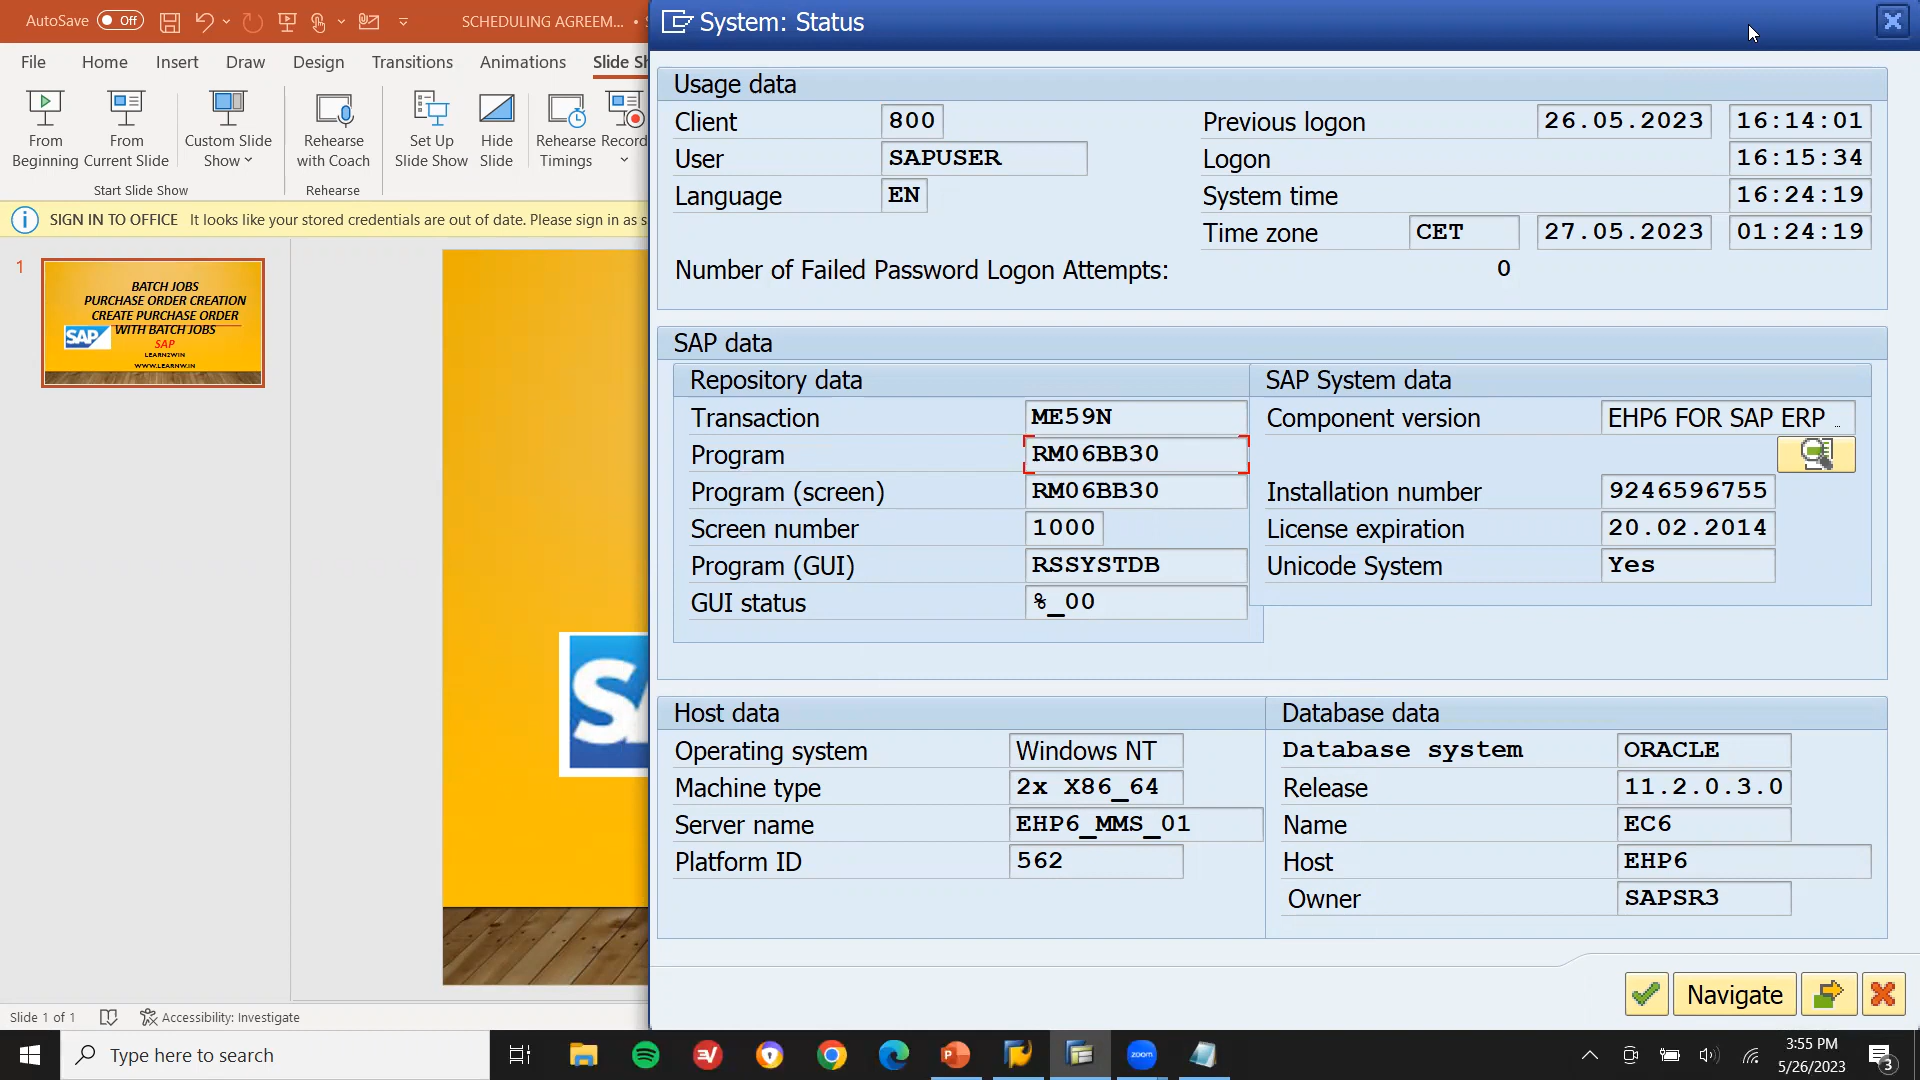 AutoSave Off SCHEDULING AGREEM... •
File Home Insert Draw Design Transitions Animations Slide Sh
From Beginning
From Current Slide
Custom Slide Show
Rehearse with Coach
Set Up Slide Show
Hide Slide
Rehearse Timings
Record
Start Slide Show
Rehearse
SIGN IN TO OFFICE It looks like your stored credentials are out of date. Please sign in as s
1
BATCH JOBS
PURCHASE ORDER CREATION
CREATE PURCHASE ORDER
WITH BATCH JOBS
SAP
SAP
LEARN2WIN
WWW.LEARNW.IN
Slide 1 of 1 Accessibility: Investigate
System: Status
Usage data
Client 800 Previous logon 26.05.2023 16:14:01
User SAPUSER Logon 16:15:34
Language EN System time 16:24:19
Time zone CET 27.05.2023 01:24:19
Number of Failed Password Logon Attempts: 0
SAP data
Repository data
Transaction ME59N
Program RM06BB30
Program (screen) RM06BB30
Screen number 1000
Program (GUI) RSSYSTDB
GUI status %_00
SAP System data
Component version EHP6 FOR SAP ERP ...
Installation number 9246596755
License expiration 20.02.2014
Unicode System Yes
Host data
Operating system Windows NT
Machine type 2x X86_64
Server name EHP6_MMS_01
Platform ID 562
Database data
Database system ORACLE
Release 11.2.0.3.0
Name EC6
Host EHP6
Owner SAPSR3
Navigate
Type here to search
zoom
3:55 PM
5/26/2023
3